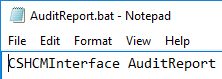 AuditReport.bat - Notepad
File Edit Format View Help
CSHCMInterface AuditReport